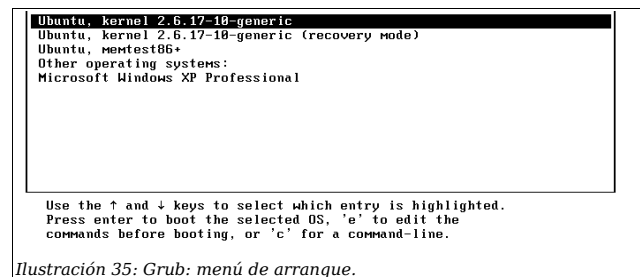 Ubuntu, kernel 2.6.17-10-generic
Ubuntu, kernel 2.6.17-10-generic (recovery mode)
Ubuntu, memtest86+
Other operating systems:
Microsoft Windows XP Professional
Use the ↑ and ↓ keys to select which entry is highlighted.
Press enter to boot the selected OS, 'e' to edit the
commands before booting, or 'c' for a command-line.
Ilustración 35: Grub: menú de arranque.